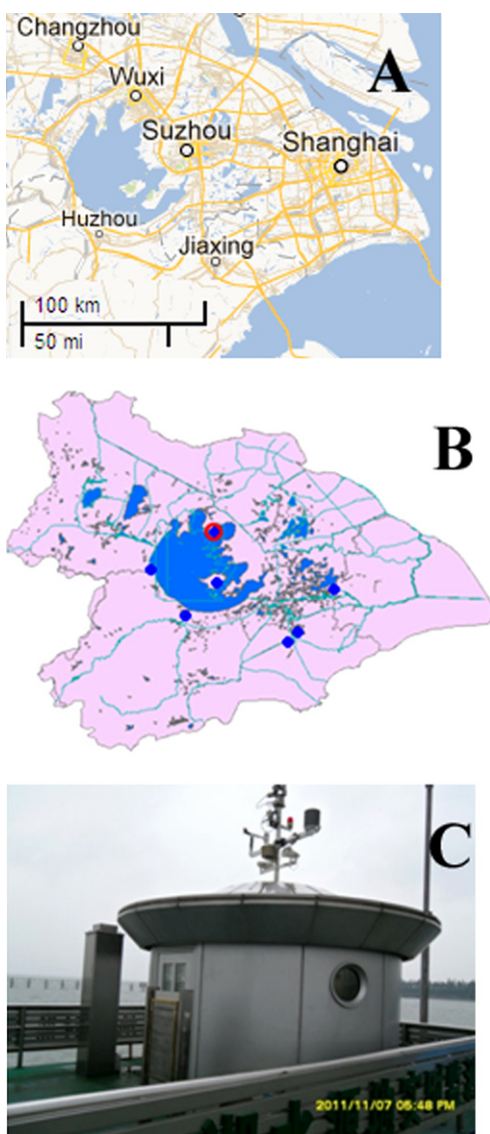 Changzhou
A
Wuxi
Suzhou
Shanghai
Huzhou
Jiaxing
100 km
50 mi
B
C
2011/11/07 05:48 PM